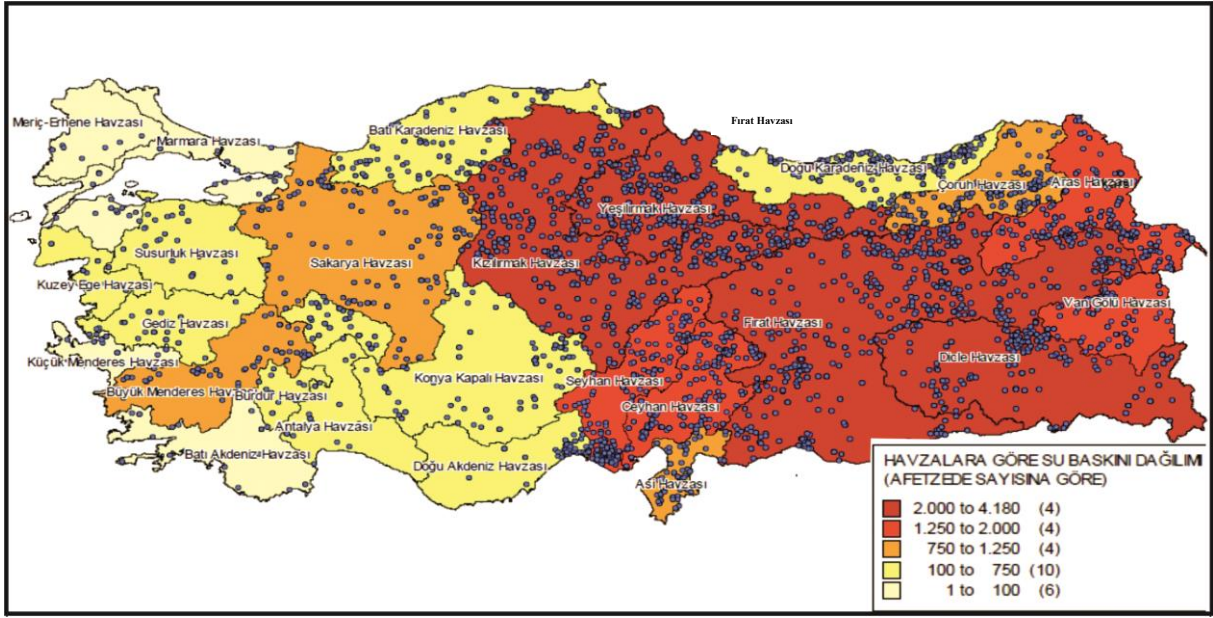 Meriç-Erhene Havzası
Marmara Havzası
Batı Karadeniz Havzası
Fırat Havzası
Doğu Karadeniz Havzası
Çoruh Havzası
Aras Havzası
Yeşilırmak Havzası
Susurluk Havzası
Sakarya Havzası
Kızılırmak Havzası
Kuzey Ege Havzası
Van Gölü Havzası
Gediz Havzası
Fırat Havzası
Küçük Menderes Havzası
Dicle Havzası
Konya Kapalı Havzası
Seyhan Havzası
Büyük Menderes Havzası
Burdur Havzası
Ceyhan Havzası
Antalya Havzası
Batı Akdeniz Havzası
Doğu Akdeniz Havzası
Asi Havzası
HAVZALARA GÖRE SU BASKINI DAĞILIMI
(AFETZEDE SAYISINA GÖRE)
2.000 to 4.180 (4)
1.250 to 2.000 (4)
750 to 1.250 (4)
100 to 750 (10)
1 to 100 (6)